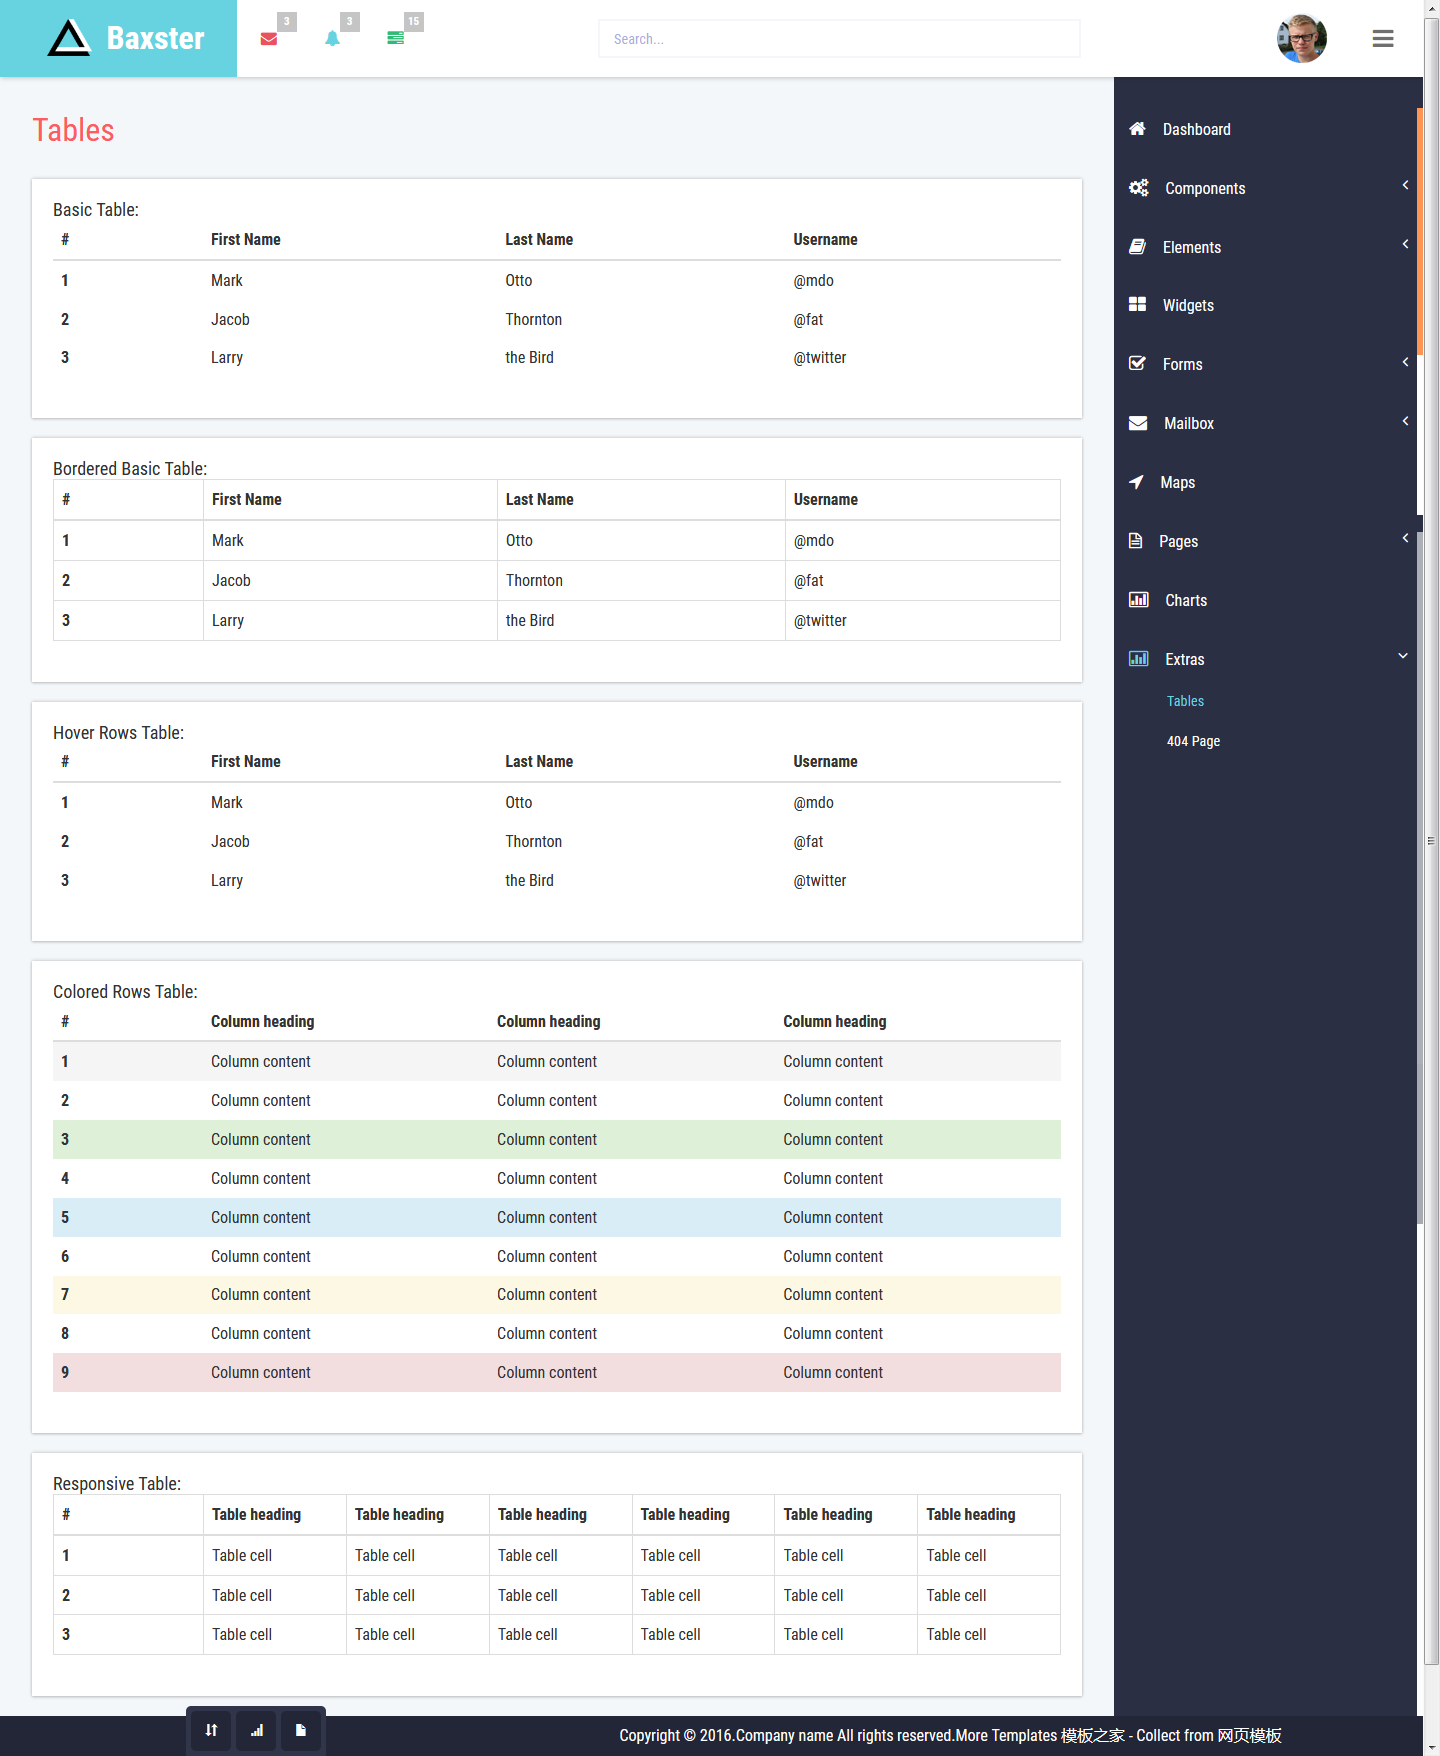 Baxster
3
3
15
Search...
Tables
Basic Table:
# First Name Last Name Username
1 Mark Otto @mdo
2 Jacob Thornton @fat
3 Larry the Bird @twitter
Bordered Basic Table:
# First Name Last Name Username
1 Mark Otto @mdo
2 Jacob Thornton @fat
3 Larry the Bird @twitter
Hover Rows Table:
# First Name Last Name Username
1 Mark Otto @mdo
2 Jacob Thornton @fat
3 Larry the Bird @twitter
Colored Rows Table:
# Column heading Column heading Column heading
1 Column content Column content Column content
2 Column content Column content Column content
3 Column content Column content Column content
4 Column content Column content Column content
5 Column content Column content Column content
6 Column content Column content Column content
7 Column content Column content Column content
8 Column content Column content Column content
9 Column content Column content Column content
Responsive Table:
# Table heading Table heading Table heading Table heading Table heading Table heading
1 Table cell Table cell Table cell Table cell Table cell Table cell
2 Table cell Table cell Table cell Table cell Table cell Table cell
3 Table cell Table cell Table cell Table cell Table cell Table cell
Dashboard
Components
Elements
Widgets
Forms
Mailbox
Maps
Pages
Charts
Extras
Tables
404 Page
Copyright © 2016.Company name All rights reserved.More Templates 模板之家 - Collect from 网页模板